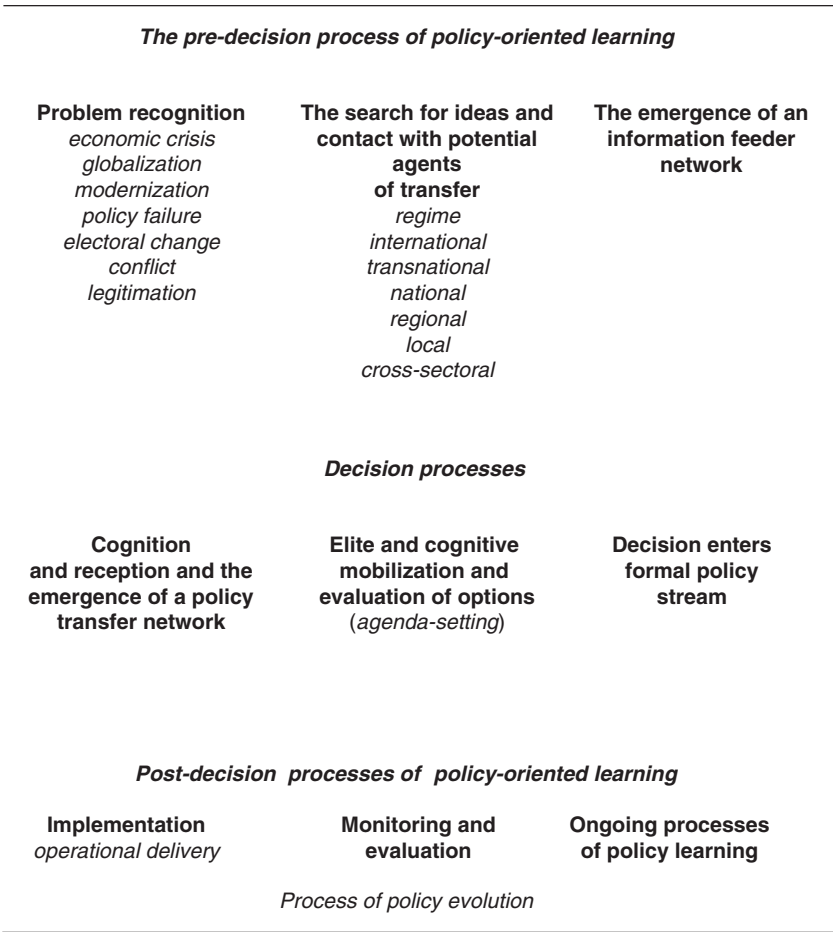 The pre-decision process of policy-oriented learning
Problem recognition
economic crisis
globalization
modernization
policy failure
electoral change
conflict
legitimation
The search for ideas and
contact with potential
agents
of transfer
regime
international
transnational
national
regional
local
cross-sectoral
The emergence of an
information feeder
network
Decision processes
Cognition
and reception and the
emergence of a policy
transfer network
Elite and cognitive
mobilization and
evaluation of options
(agenda-setting)
Decision enters
formal policy
stream
Post-decision processes of policy-oriented learning
Implementation
operational delivery
Monitoring and
evaluation
Ongoing processes
of policy learning
Process of policy evolution